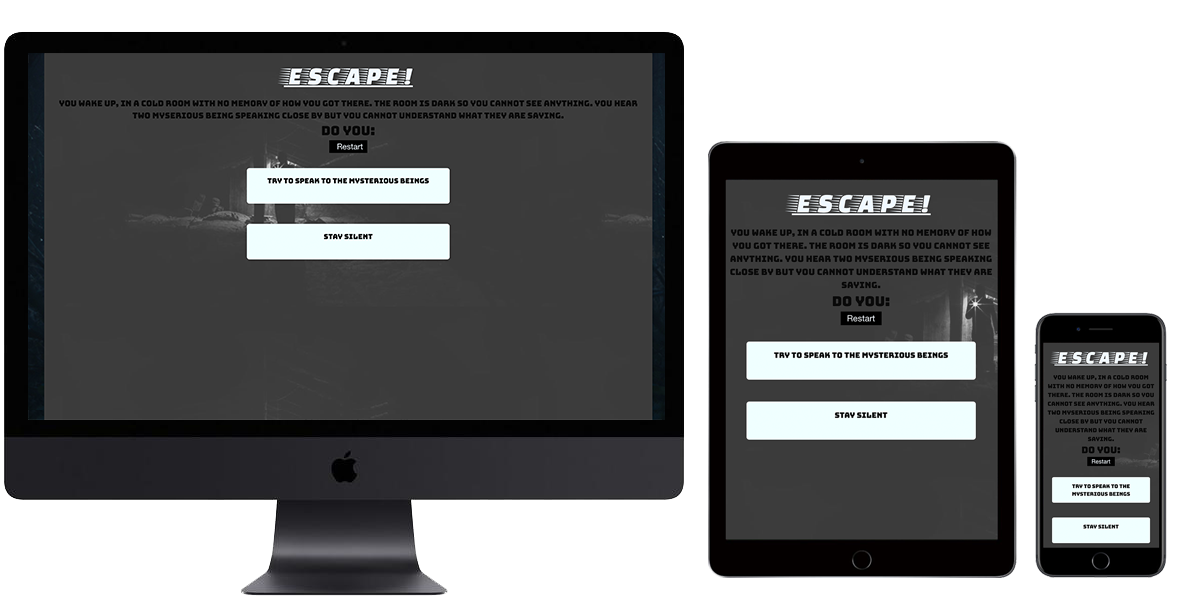 ESCAPE!
YOU WAKE UP, IN A COLD ROOM WITH NO MEMORY OF HOW YOU GOT THERE. THE ROOM IS DARK SO YOU CANNOT SEE ANYTHING. YOU HEAR
TWO MYSERIOUS BEING SPEAKING CLOSE BY BUT YOU CANNOT UNDERSTAND WHAT THEY ARE SAYING.
DO YOU:
Restart
TRY TO SPEAK TO THE MYSTERIOUS BEINGS
STAY SILENT
ESCAPE!
YOU WAKE UP, IN A COLD ROOM WITH NO MEMORY OF HOW
YOU GOT THERE. THE ROOM IS DARK SO YOU CANNOT SEE
ANYTHING. YOU HEAR TWO MYSERIOUS BEING SPEAKING
CLOSE BY BUT YOU CANNOT UNDERSTAND WHAT THEY ARE
SAYING.
DO YOU:
Restart
TRY TO SPEAK TO THE MYSTERIOUS BEINGS
STAY SILENT
ESCAPE!
YOU WAKE UP, IN A COLD ROOM
WITH NO MEMORY OF HOW YOU GOT
THERE. THE ROOM IS DARK SO YOU
CANNOT SEE ANYTHING. YOU HEAR
TWO MYSERIOUS BEING SPEAKING
CLOSE BY BUT YOU CANNOT
UNDERSTAND WHAT THEY ARE
SAYING.
DO YOU:
Restart
TRY TO SPEAK TO THE
MYSTERIOUS BEINGS
STAY SILENT